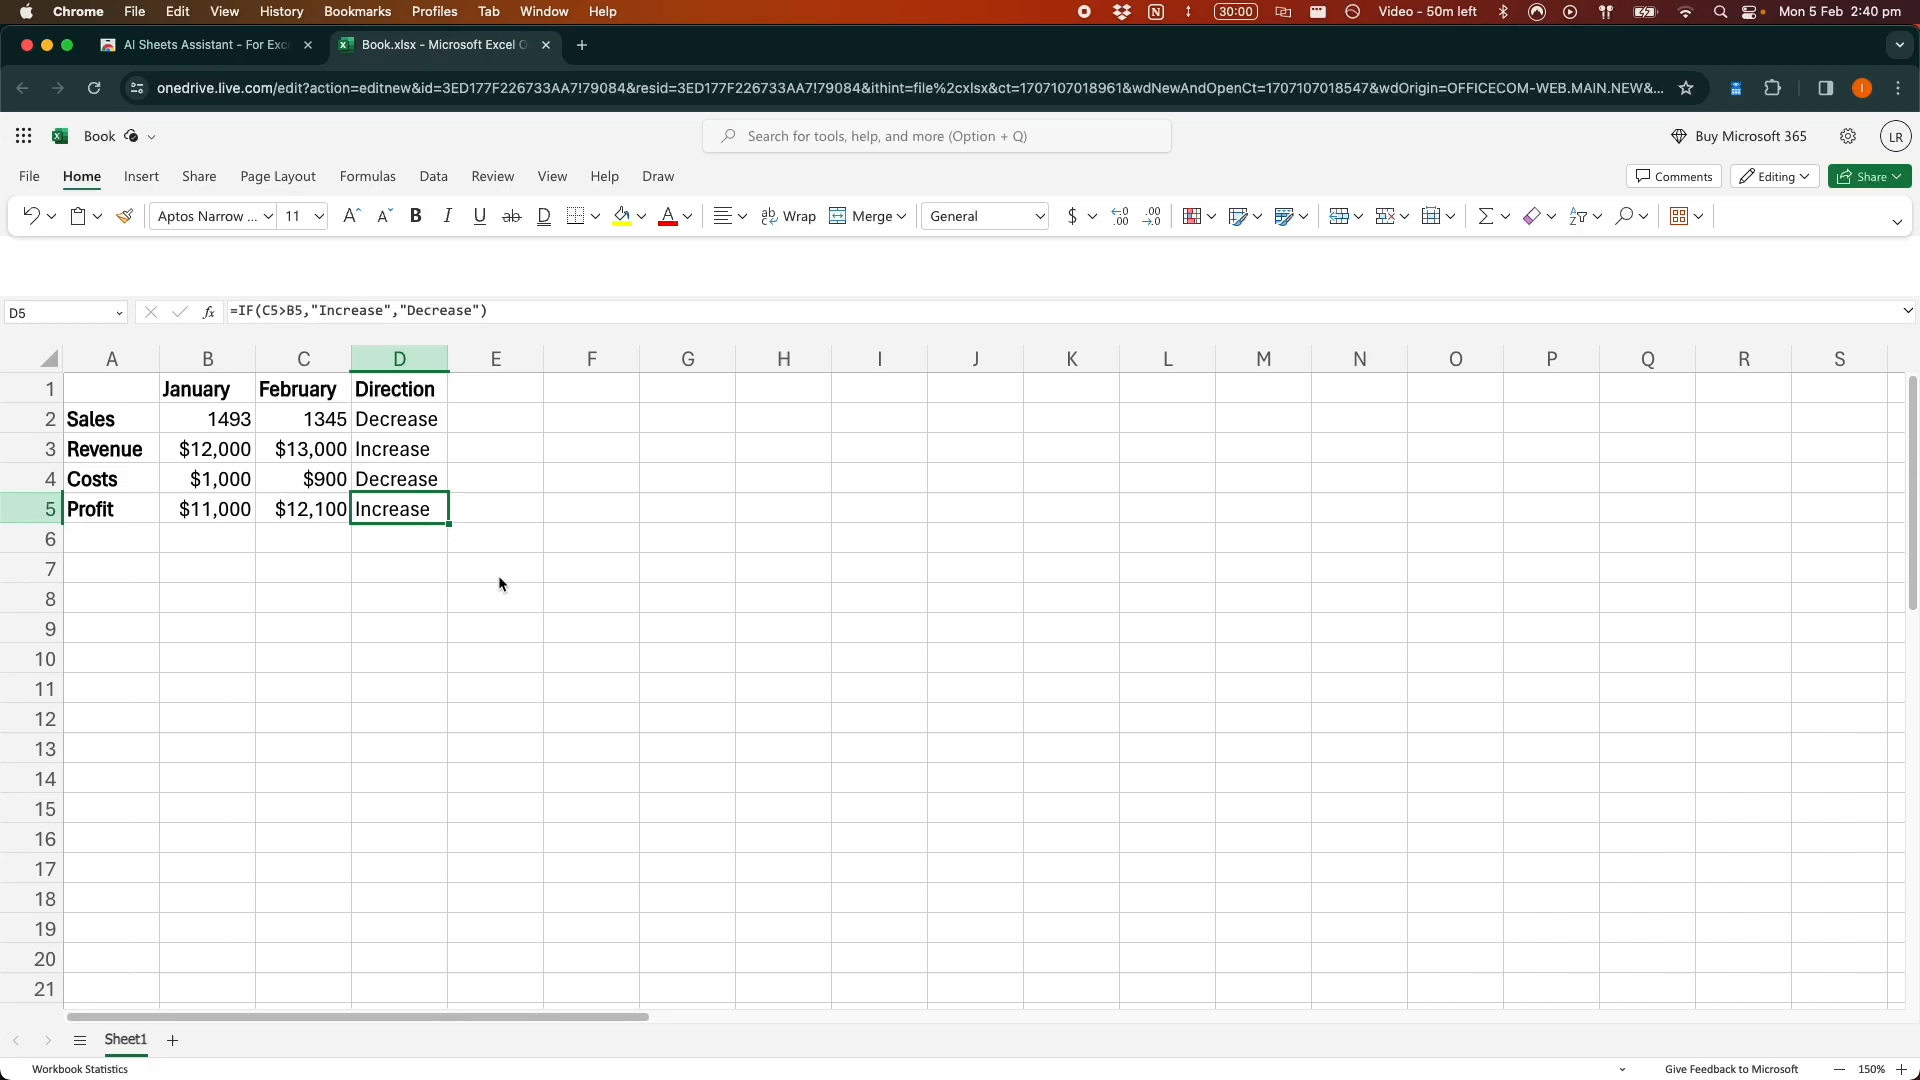 Chrome File Edit View History Bookmarks Profiles Tab Window Help 30:00 Video - 50m left Mon 5 Feb 2:40 pm
AI Sheets Assistant - For Exc Book.xlsx - Microsoft Excel O
onedrive.live.com/edit?action=editnew&id=3ED177F226733AA7!79084&resid=3ED177F226733AA7!79084&ithint=file%2cxlsx&ct=1707107018961&wdNewAndOpenCt=1707107018547&wdOrigin=OFFICECOM-WEB.MAIN.NEW&...
Book Search for tools, help, and more (Option + Q) Buy Microsoft 365 LR
File Home Insert Share Page Layout Formulas Data Review View Help Draw Comments Editing Share
Aptos Narrow ... 11 A A B I U ab D A ab Wrap Merge General $ .00 .00
D5 fx =IF(C5>B5,"Increase","Decrease")
A B C D E F G H I J K L M N O P Q R S
1 January February Direction
2 Sales 1493 1345 Decrease
3 Revenue $12,000 $13,000 Increase
4 Costs $1,000 $900 Decrease
5 Profit $11,000 $12,100 Increase
6
7
8
9
10
11
12
13
14
15
16
17
18
19
20
21
Sheet1
Workbook Statistics Give Feedback to Microsoft 150%